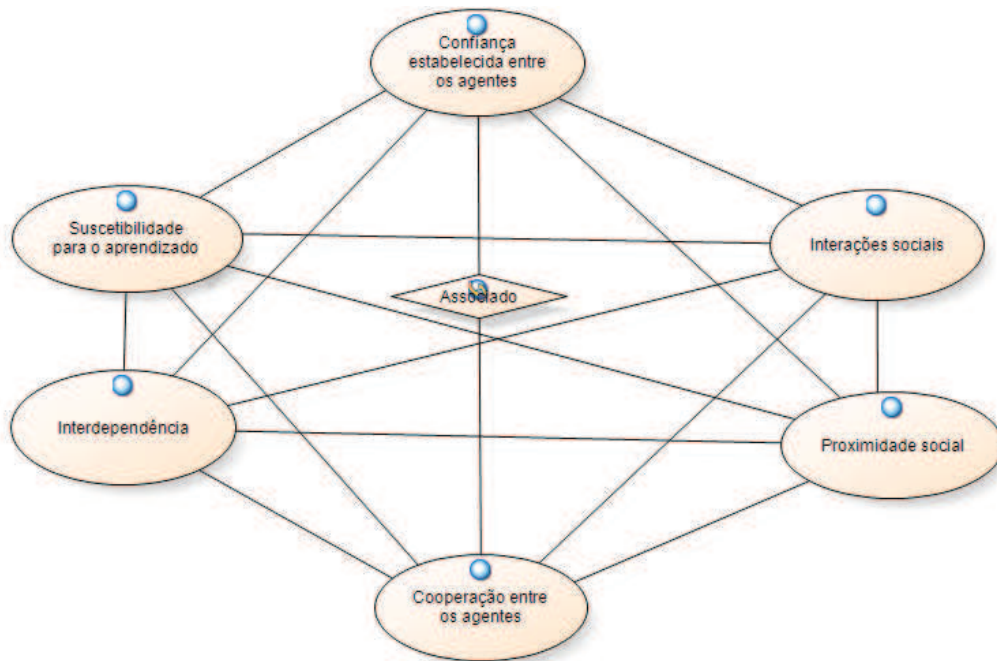 Confiança
estabelecida entre
os agentes
Suscetibilidade
para o aprendizado
Interações sociais
Associado
Interdependência
Proximidade social
Cooperação entre
os agentes